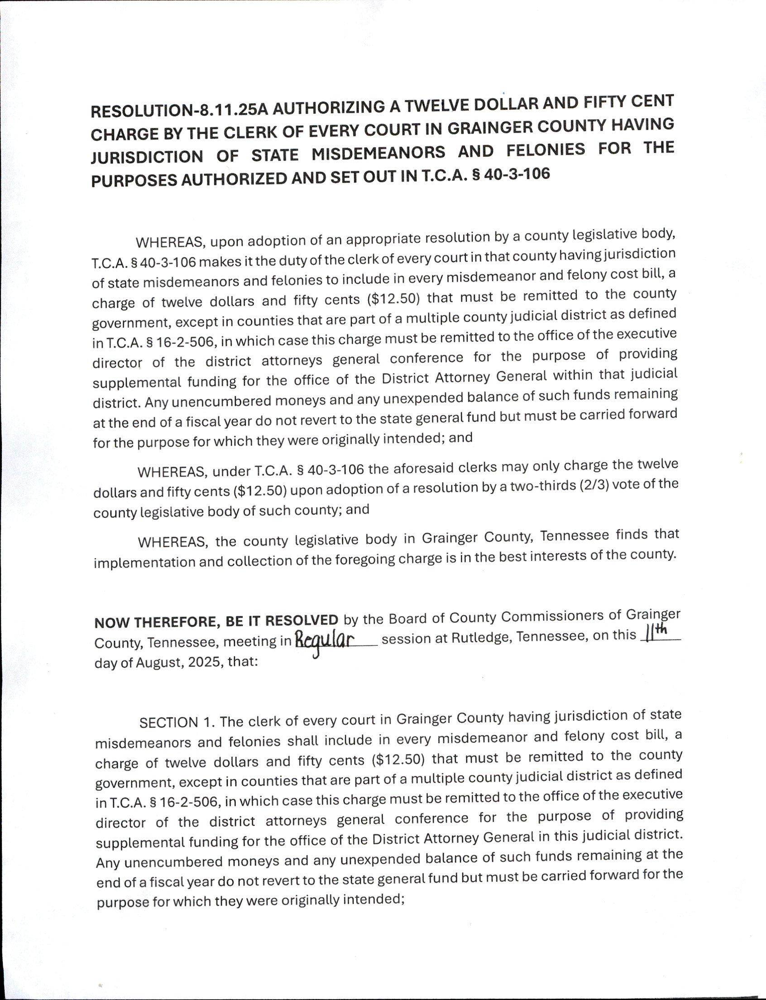 RESOLUTION-8.11.25A AUTHORIZING A TWELVE DOLLAR AND FIFTY CENT
CHARGE BY THE CLERK OF EVERY COURT IN GRAINGER COUNTY HAVING
JURISDICTION OF STATE MISDEMEANORS AND FELONIES FOR THE
PURPOSES AUTHORIZED AND SET OUT IN T.C.A. § 40-3-106
WHEREAS, upon adoption of an appropriate resolution by a county legislative body,
T.C.A. § 40-3-106 makes it the duty of the clerk of every court in that county having jurisdiction
of state misdemeanors and felonies to include in every misdemeanor and felony cost bill, a
charge of twelve dollars and fifty cents ($12.50) that must be remitted to the county
government, except in counties that are part of a multiple county judicial district as defined
in T.C.A. § 16-2-506, in which case this charge must be remitted to the office of the executive
director of the district attorneys general conference for the purpose of providing
supplemental funding for the office of the District Attorney General within that judicial
district. Any unencumbered moneys and any unexpended balance of such funds remaining
at the end of a fiscal year do not revert to the state general fund but must be carried forward
for the purpose for which they were originally intended; and
WHEREAS, under T.C.A. § 40-3-106 the aforesaid clerks may only charge the twelve
dollars and fifty cents ($12.50) upon adoption of a resolution by a two-thirds (2/3) vote of the
county legislative body of such county; and
WHEREAS, the county legislative body in Grainger County, Tennessee finds that
implementation and collection of the foregoing charge is in the best interests of the county.
NOW THEREFORE, BE IT RESOLVED by the Board of County Commissioners of Grainger
County, Tennessee, meeting in Regular session at Rutledge, Tennessee, on this 11th
day of August, 2025, that:
SECTION 1. The clerk of every court in Grainger County having jurisdiction of state
misdemeanors and felonies shall include in every misdemeanor and felony cost bill, a
charge of twelve dollars and fifty cents ($12.50) that must be remitted to the county
government, except in counties that are part of a multiple county judicial district as defined
in T.C.A. § 16-2-506, in which case this charge must be remitted to the office of the executive
director of the district attorneys general conference for the purpose of providing
supplemental funding for the office of the District Attorney General in this judicial district.
Any unencumbered moneys and any unexpended balance of such funds remaining at the
end of a fiscal year do not revert to the state general fund but must be carried forward for the
purpose for which they were originally intended;